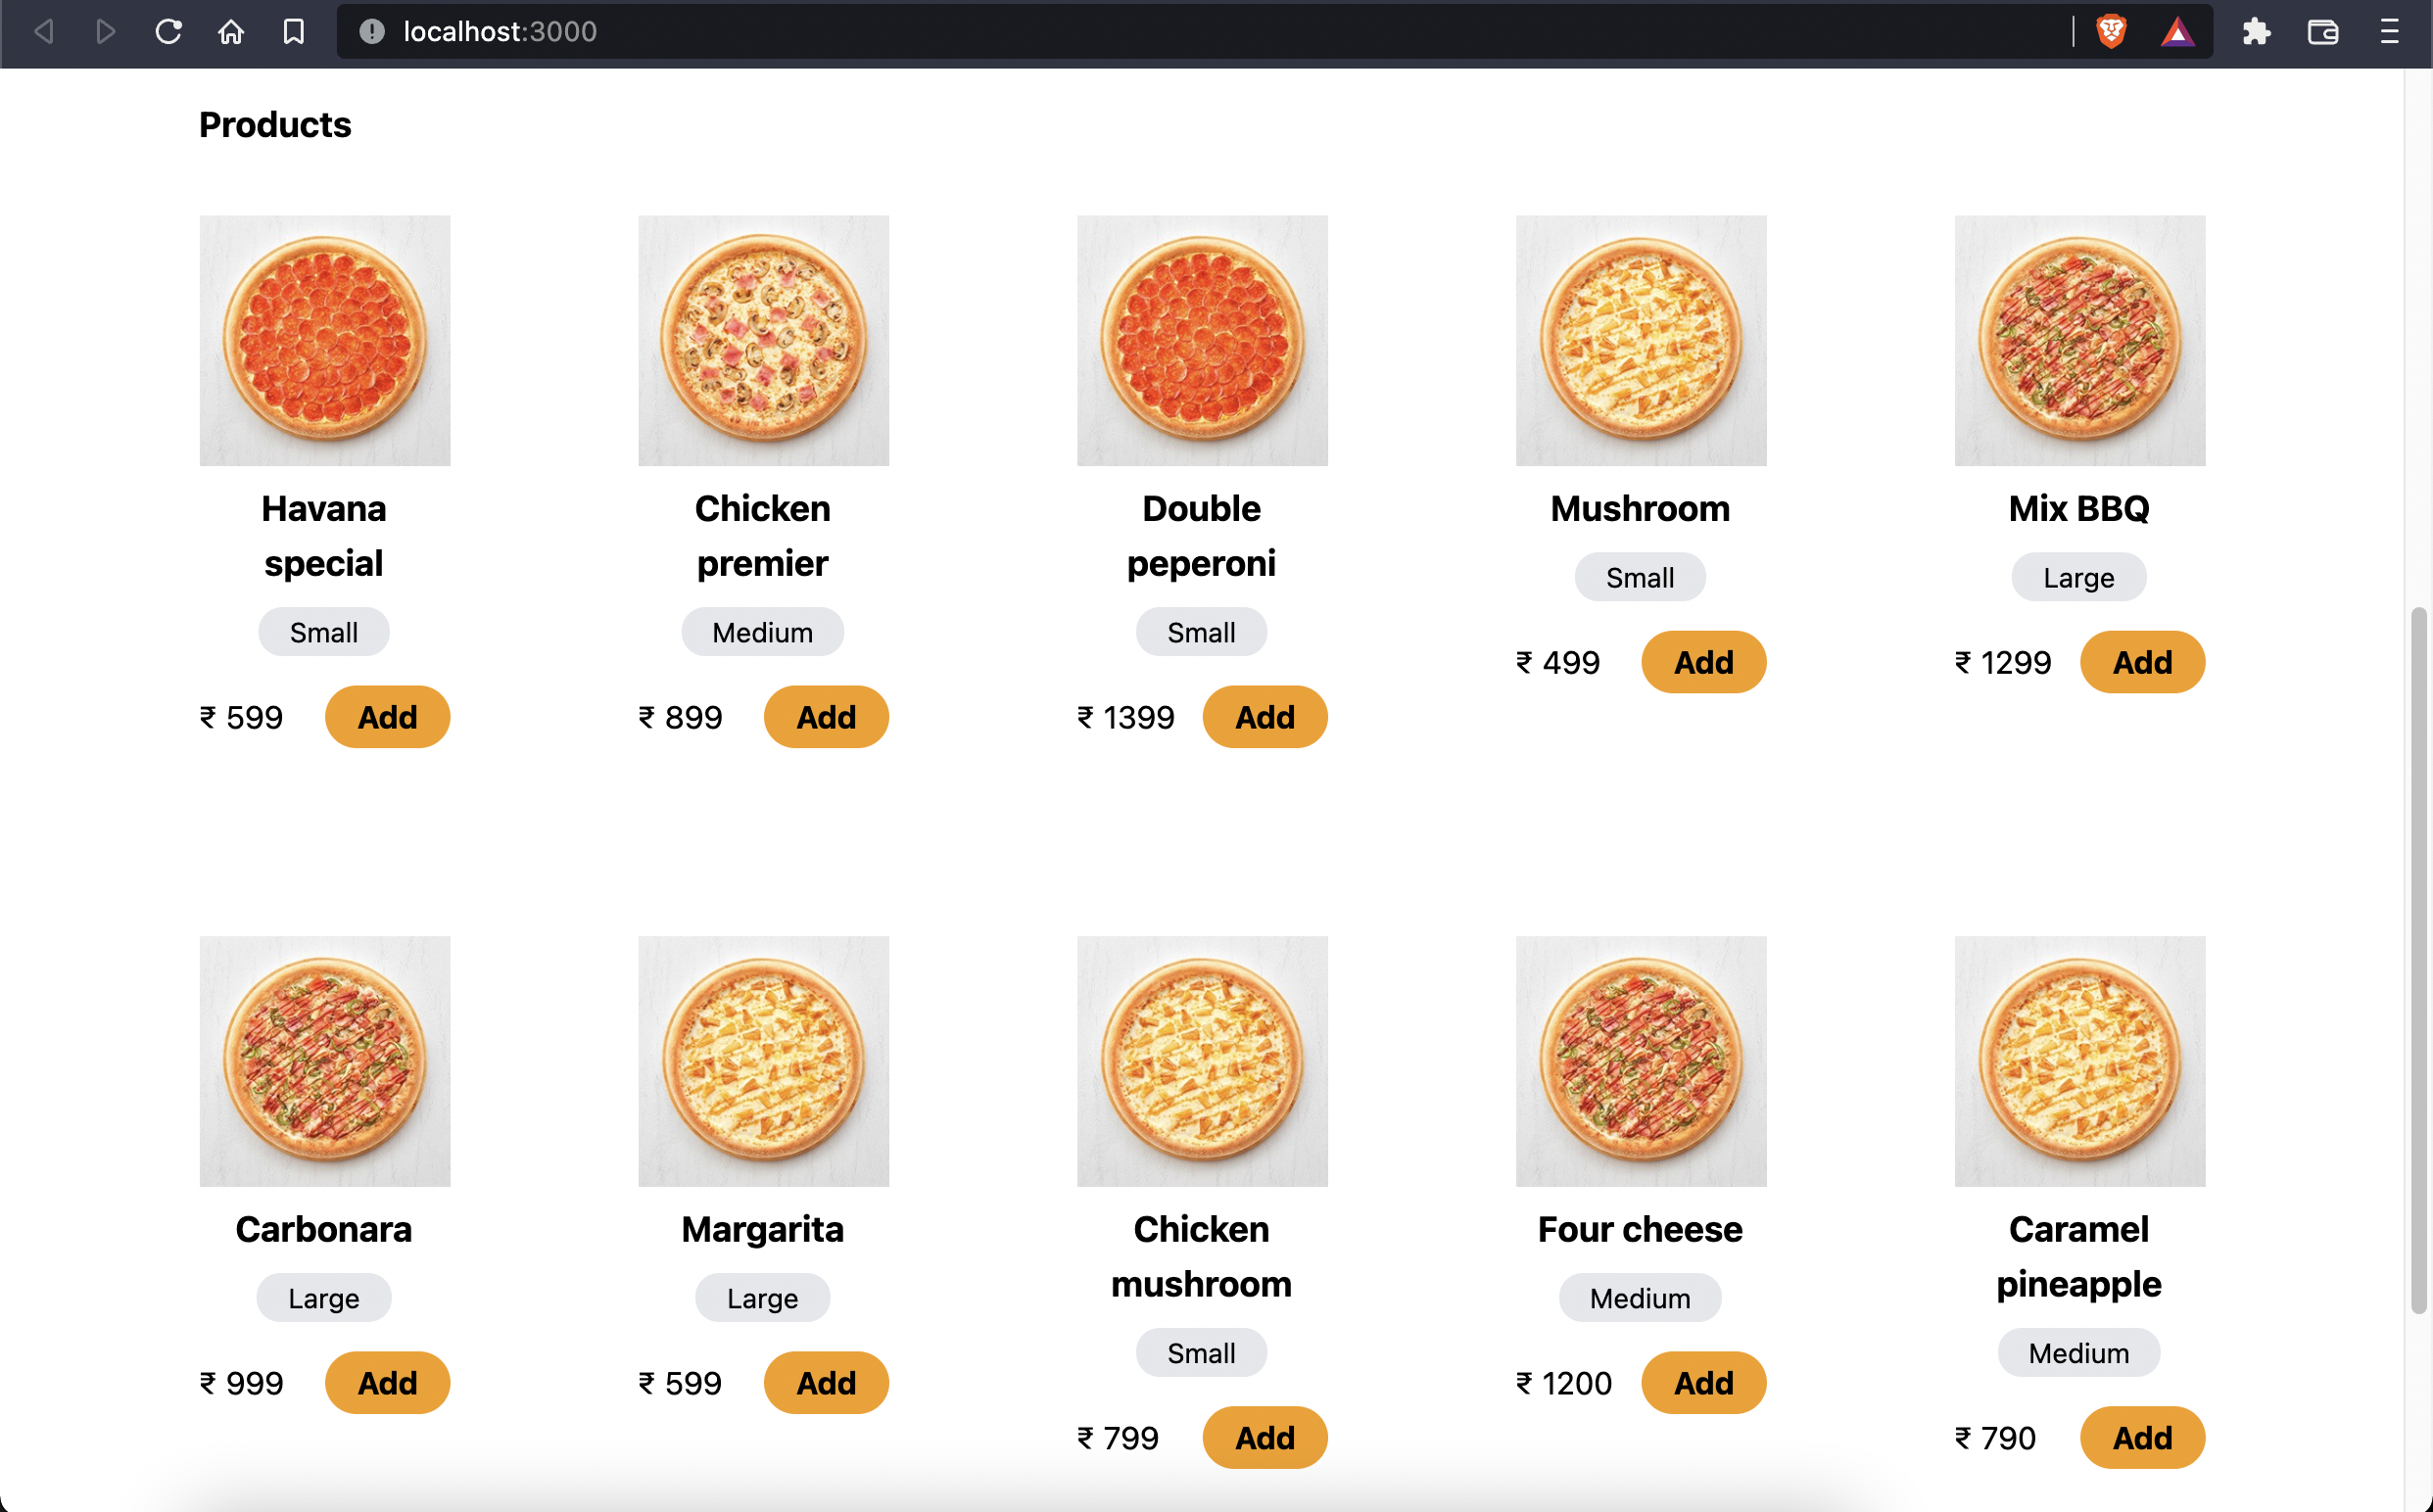 localhost:3000
Products
Havana
special
Small
₹ 599 Add
Chicken
premier
Medium
₹ 899 Add
Double
peperoni
Small
₹ 1399 Add
Mushroom
Small
₹ 499 Add
Mix BBQ
Large
₹ 1299 Add
Carbonara
Large
₹ 999 Add
Margarita
Large
₹ 599 Add
Chicken
mushroom
Small
₹ 799 Add
Four cheese
Medium
₹ 1200 Add
Caramel
pineapple
Medium
₹ 790 Add